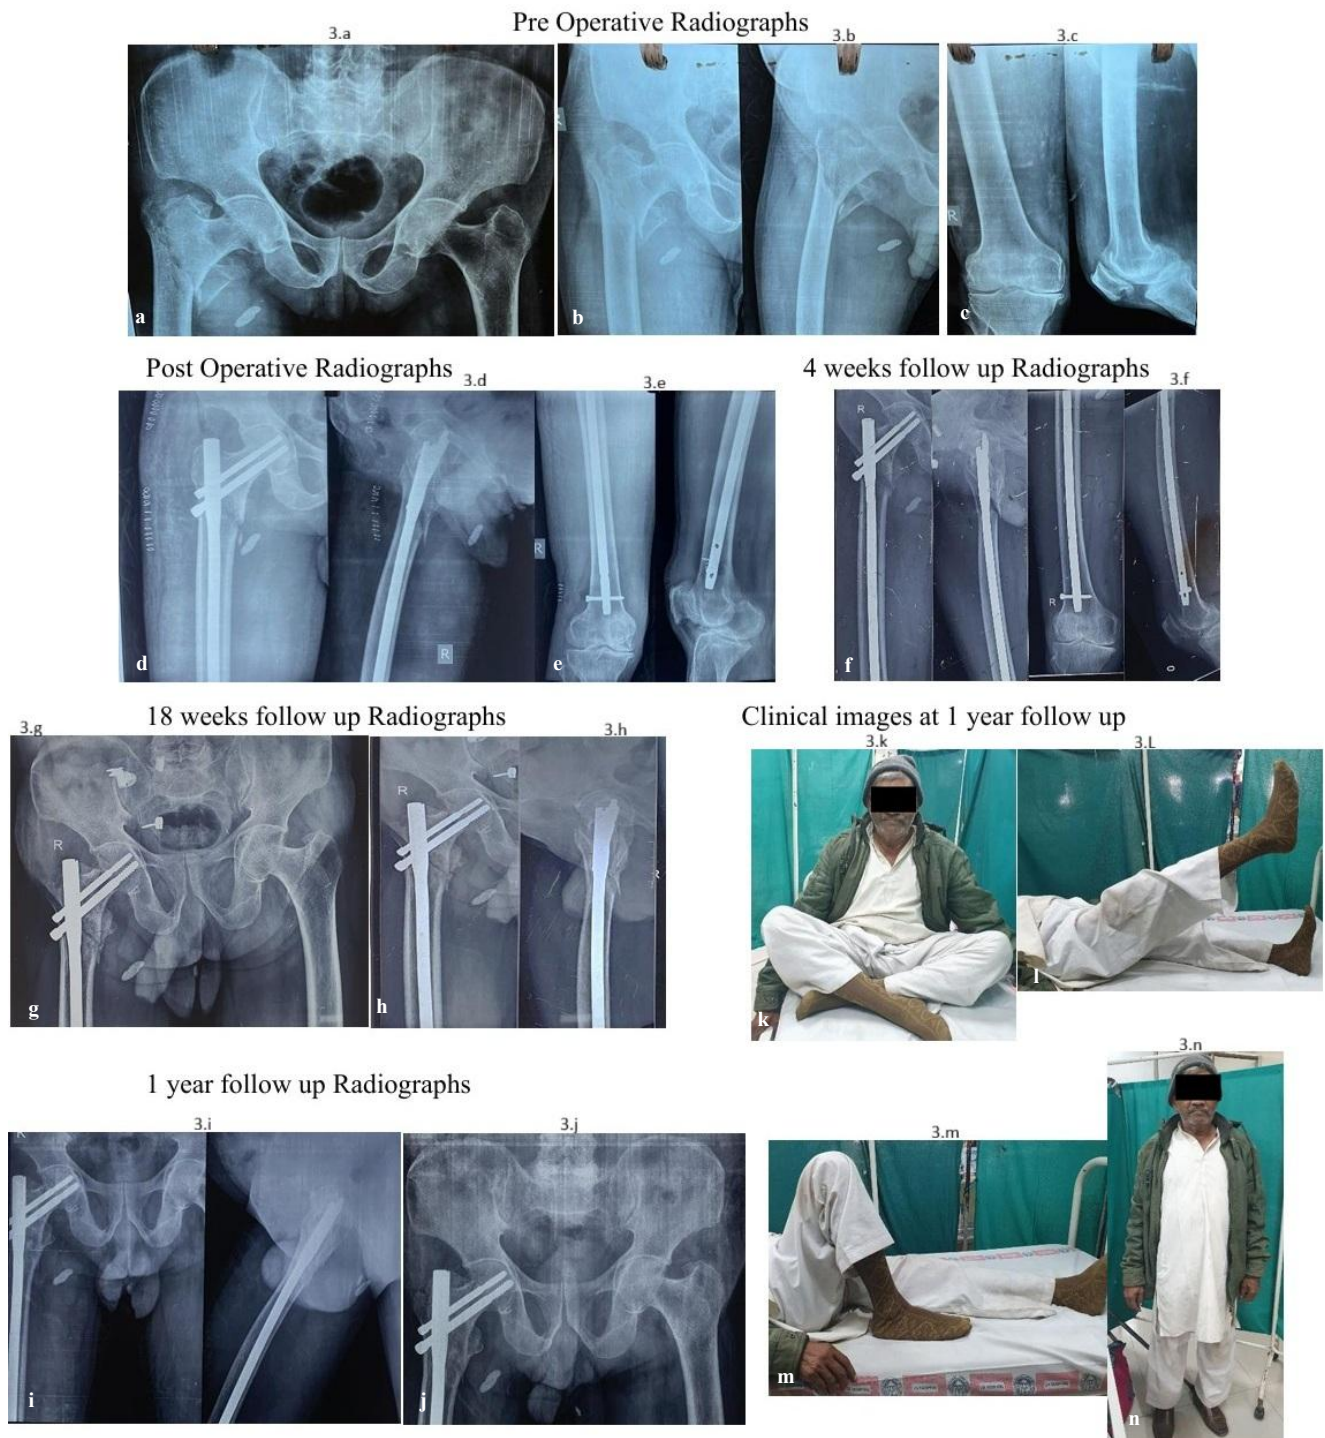 Pre Operative Radiographs
3.a
3.b
3.c
R
R
a
b
c
Post Operative Radiographs
4 weeks follow up Radiographs
3.d
3.e
3.f
R
R
R
R
d
e
f
18 weeks follow up Radiographs
Clinical images at 1 year follow up
3.g
3.h
3.k
3.L
R
R
R
g
h
k
l
1 year follow up Radiographs
3.n
3.i
3.j
3.m
R
i
j
m
n